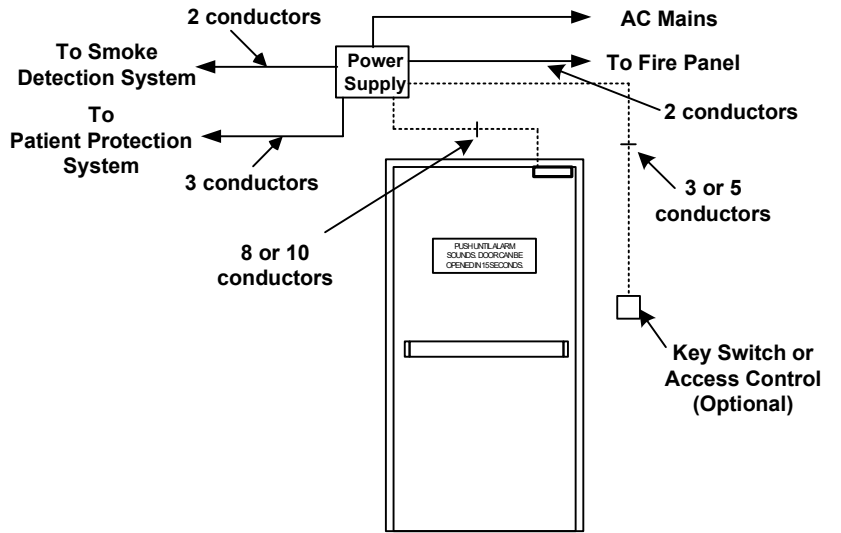 2 conductors
AC Mains
To Smoke
Detection System
Power
Supply
To Fire Panel
To
Patient Protection
System
2 conductors
3 conductors
3 or 5
conductors
8 or 10
conductors
PUSH UNTIL ALARM
SOUNDS. DOOR CAN BE
OPENED IN 15 SECONDS.
Key Switch or
Access Control
(Optional)